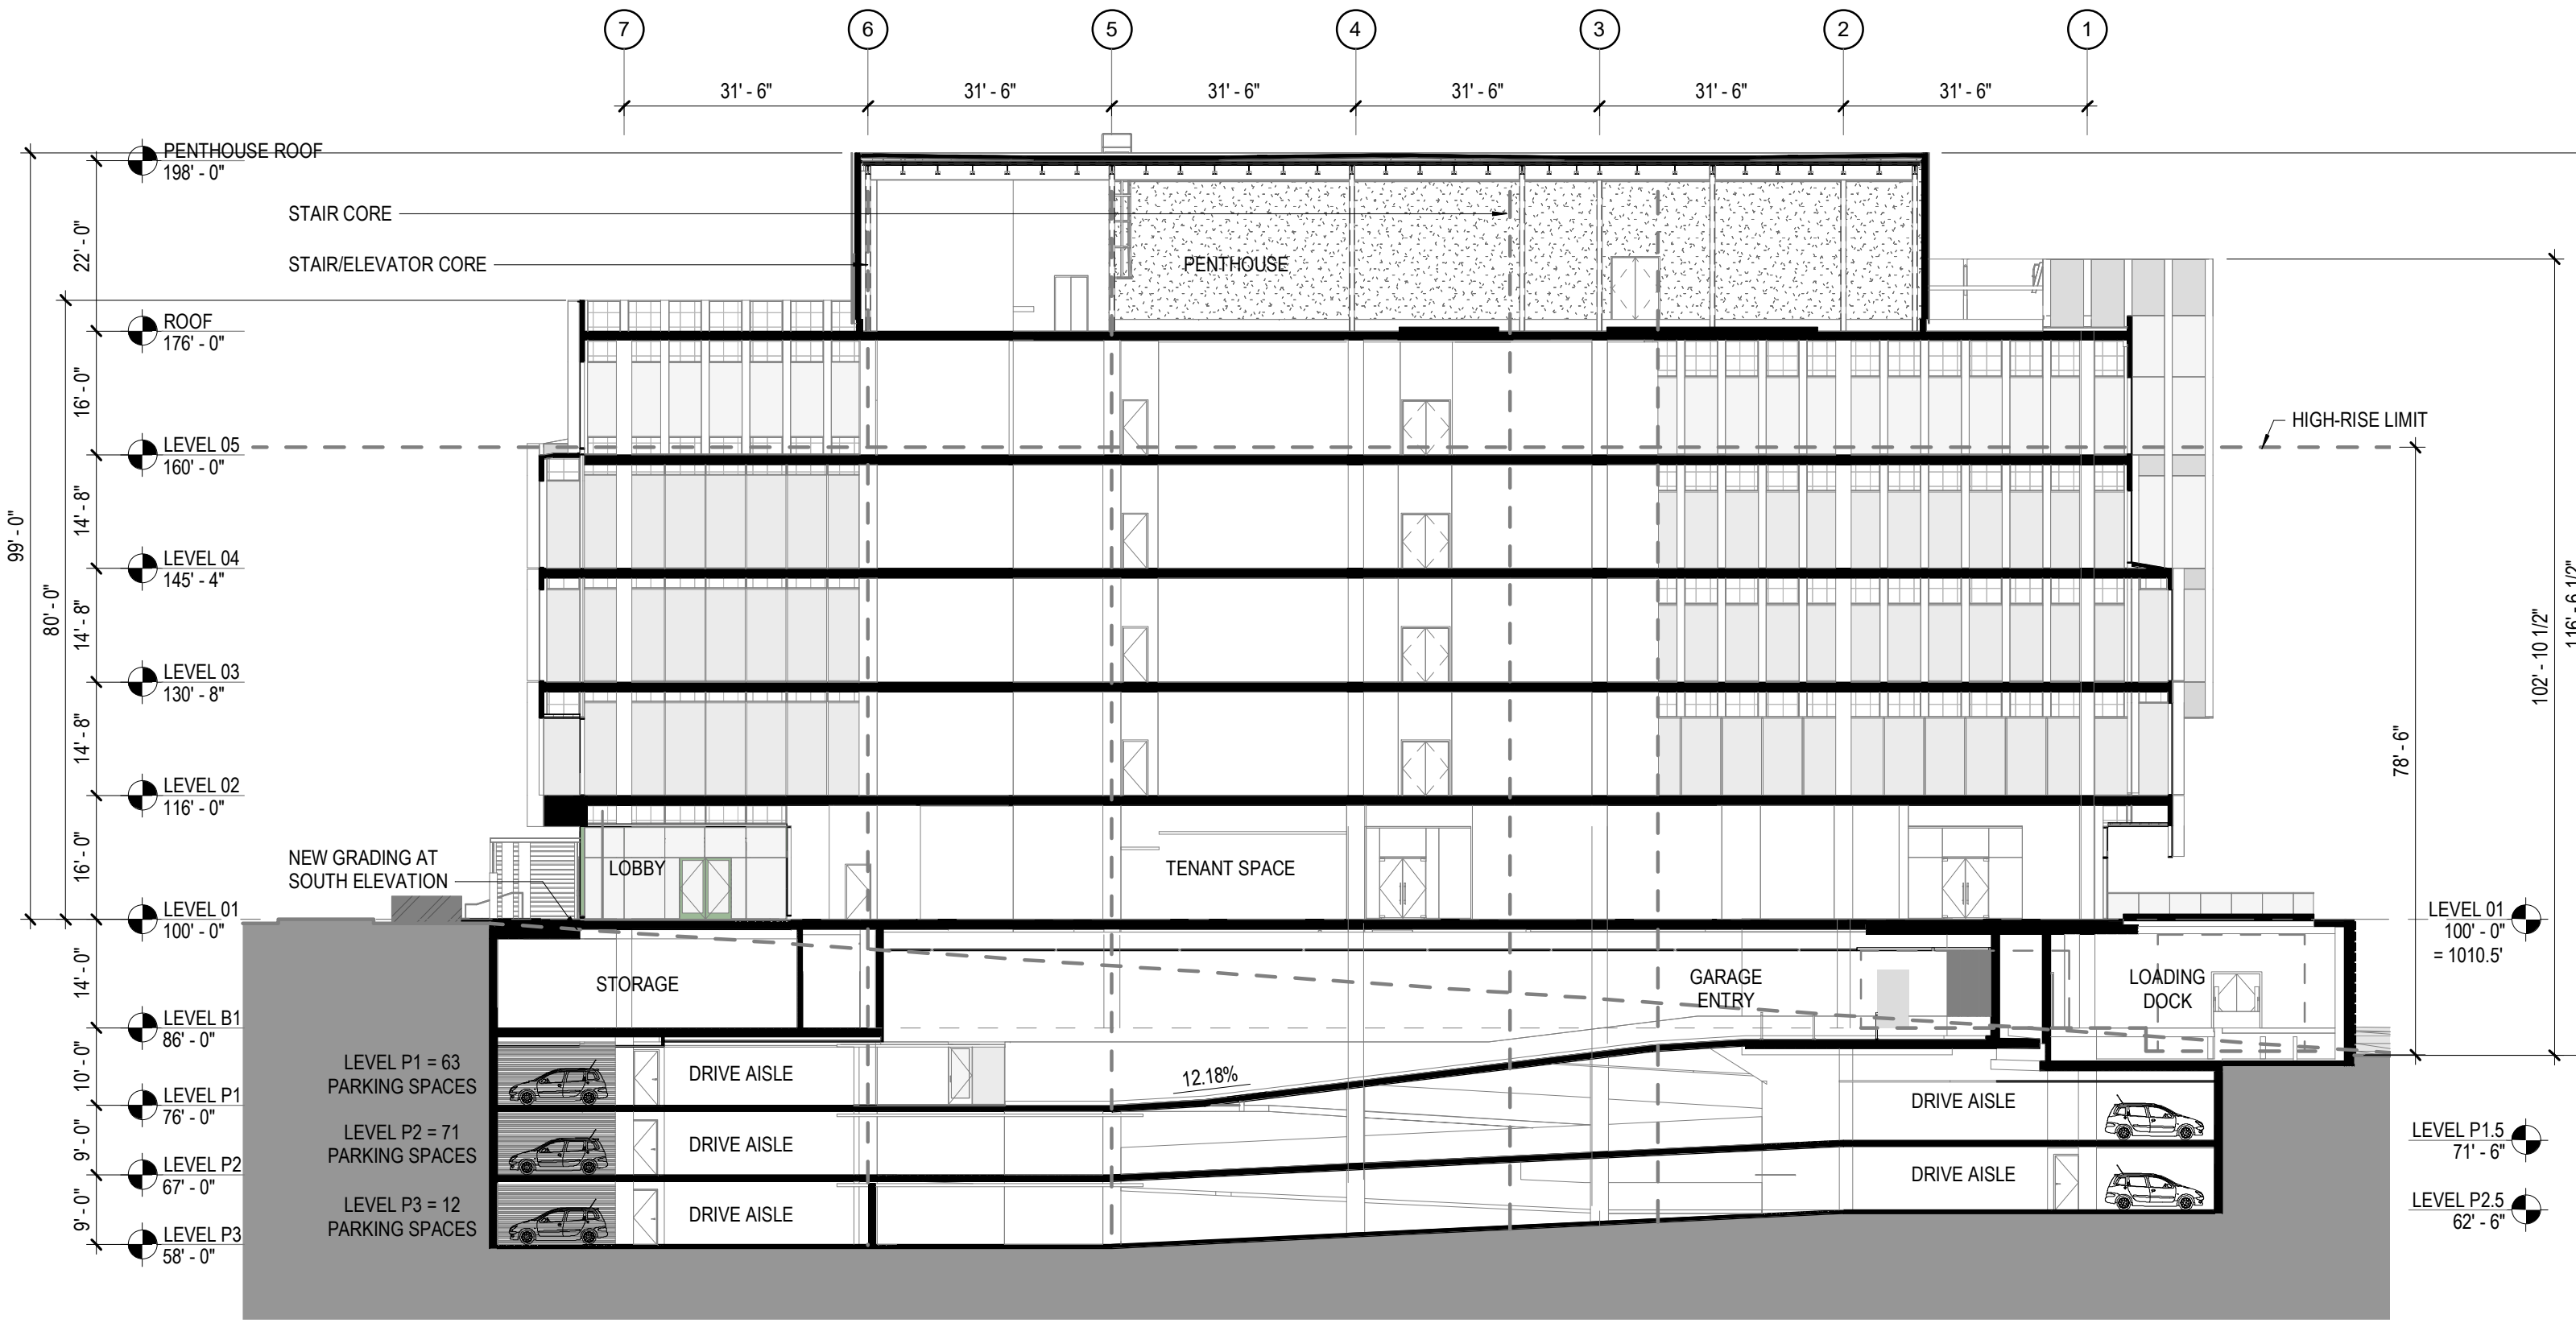 7
6
5
4
3
2
1
31' - 6"
31' - 6"
31' - 6"
31' - 6"
31' - 6"
31' - 6"
PENTHOUSE ROOF
198' - 0"
STAIR CORE
22' - 0"
STAIR/ELEVATOR CORE
PENTHOUSE
ROOF
176' - 0"
16' - 0"
HIGH-RISE LIMIT
LEVEL 05
160' - 0"
14' - 8"
99' - 0"
LEVEL 04
145' - 4"
80' - 0"
14' - 8"
116' - 6 1/2"
102' - 10 1/2"
LEVEL 03
130' - 8"
14' - 8"
78' - 6"
LEVEL 02
116' - 0"
16' - 0"
NEW GRADING AT
SOUTH ELEVATION
LOBBY
TENANT SPACE
LEVEL 01
100' - 0"
LEVEL 01
100' - 0"
= 1010.5'
14' - 0"
STORAGE
GARAGE
ENTRY
LOADING
DOCK
LEVEL B1
86' - 0"
10' - 0"
LEVEL P1 = 63
PARKING SPACES
DRIVE AISLE
12.18%
DRIVE AISLE
LEVEL P1
76' - 0"
9' - 0"
LEVEL P2 = 71
PARKING SPACES
DRIVE AISLE
LEVEL P1.5
71' - 6"
LEVEL P2
67' - 0"
DRIVE AISLE
9' - 0"
LEVEL P3 = 12
PARKING SPACES
DRIVE AISLE
LEVEL P2.5
62' - 6"
LEVEL P3
58' - 0"